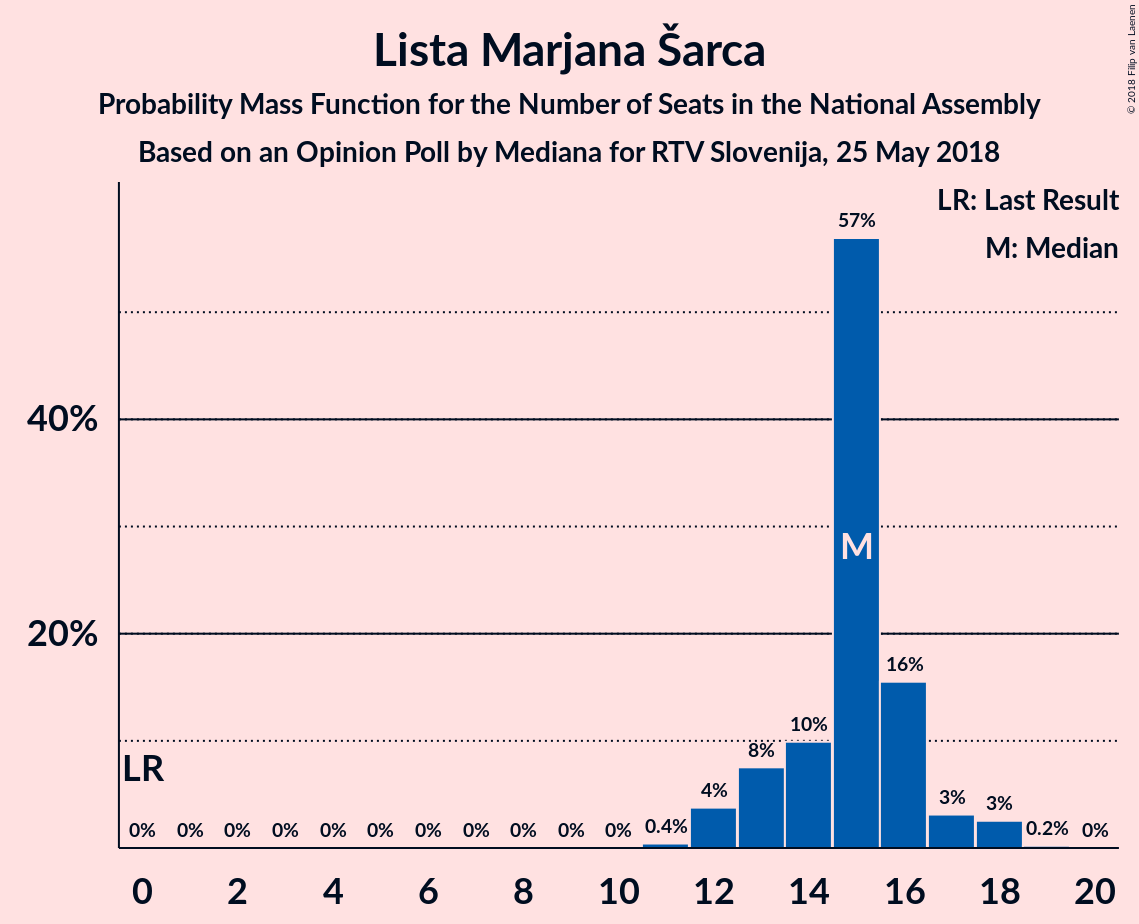 Lista Marjana Šarca
Probability Mass Function for the Number of Seats in the National Assembly
Based on an Opinion Poll by Mediana for RTV Slovenija, 25 May 2018
© 2018 Filip van Laenen
LR: Last Result
M: Median
57%
40%
M
20%
16%
10%
8%
LR
4%
3%
3%
0% 0% 0% 0% 0% 0% 0% 0% 0% 0% 0% 0.4% 0.2% 0%
0 2 4 6 8 10 12 14 16 18 20